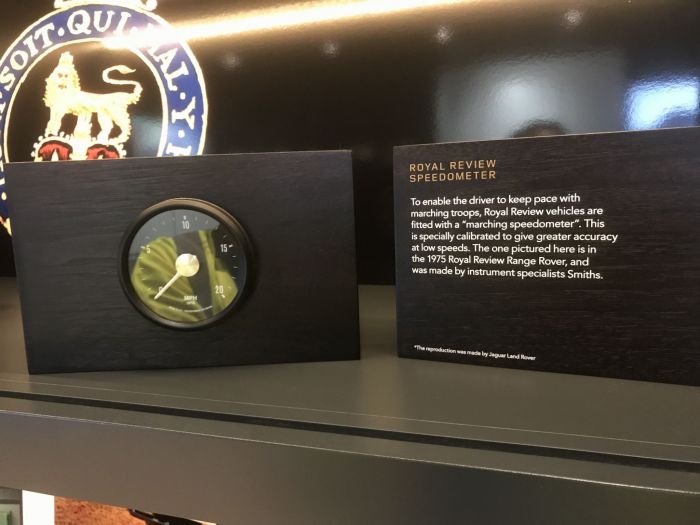 SOIT·QUI·MAL·Y·P
5
10
15
0
20
MPH
ROYAL REVIEW
SPEEDOMETER
To enable the driver to keep pace with
marching troops, Royal Review vehicles are
fitted with a "marching speedometer". This
is specially calibrated to give greater accuracy
at low speeds. The one pictured here is in
the 1975 Royal Review Range Rover, and
was made by instrument specialists Smiths.
*The reproduction was made by Jaguar Land Rover